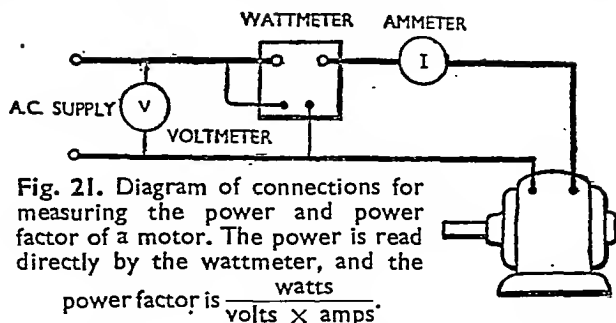 WATTMETER
AMMETER
I
A.C. SUPPLY
V
VOLTMETER
Fig. 21. Diagram of connections for
measuring the power and power
factor of a motor. The power is read
directly by the wattmeter, and the
power factor is watts / volts × amps.